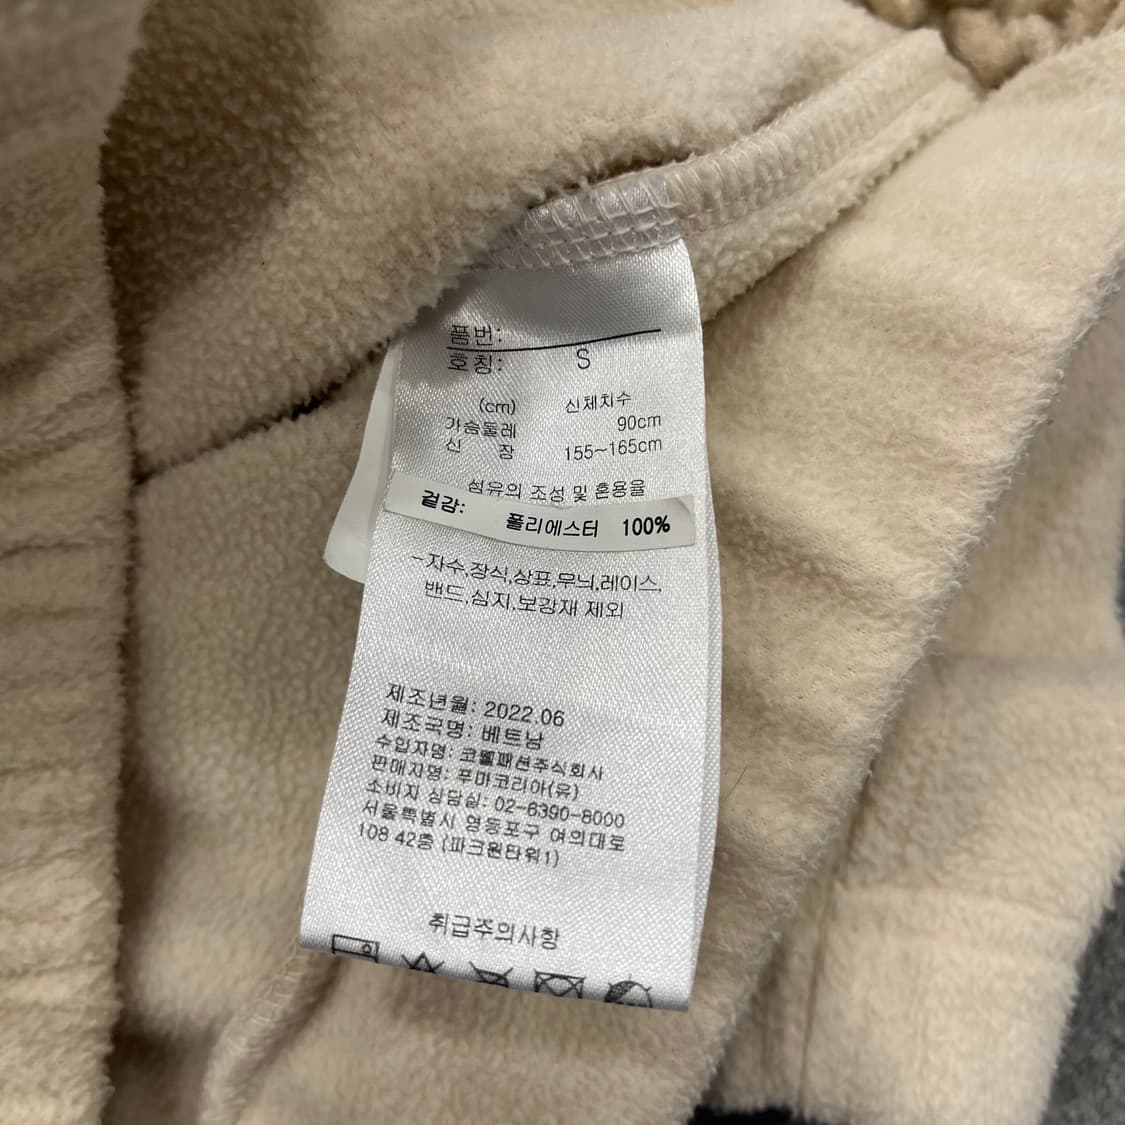 품번:
호칭: S
(cm) 신체치수
가슴둘레 90cm
신 장 155~165cm
섬유의 조성 및 혼용율
겉감: 폴리에스터 100%
-자수,장식,상표,무늬,레이스,
밴드,심지,보강재 제외
제조년월: 2022.06
제조국명: 베트남
수입자명: 코웰패션주식회사
판매자명: 푸마코리아(유)
소비자 상담실: 02-6390-8000
서울특별시 영등포구 여의대로
108 42층 (파크원타워1)
취급주의사항